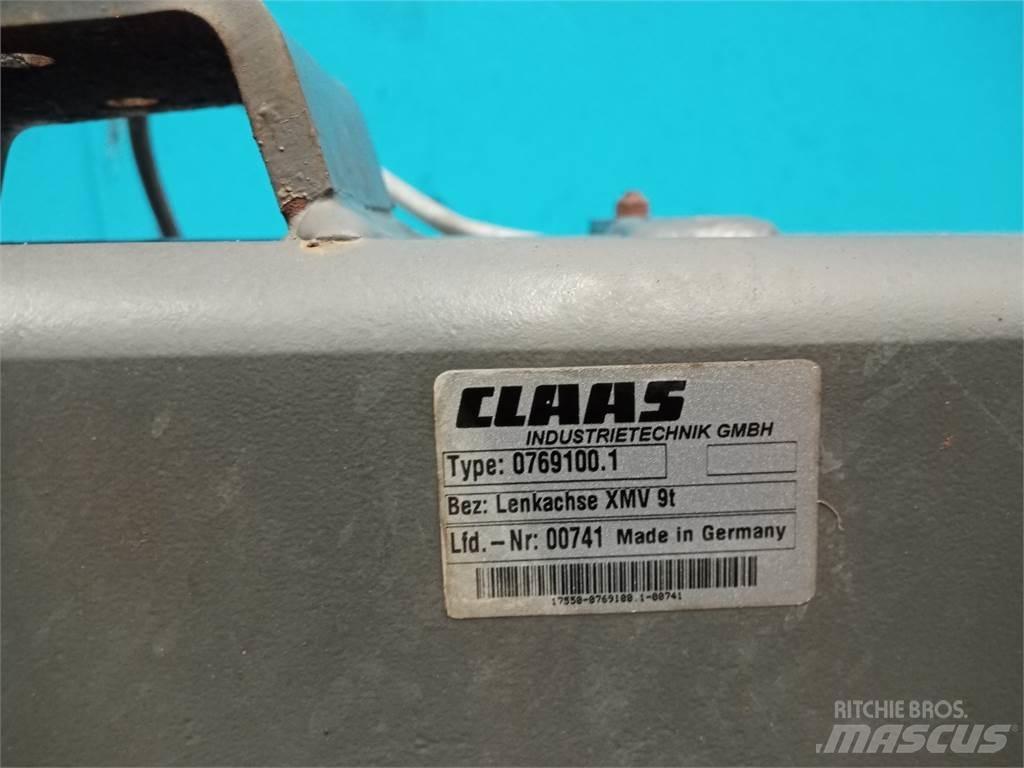 CLAAS
INDUSTRIETECHNIK GMBH
Type: 0769100.1
Bez: Lenkachse XMV 9t
Lfd.-Nr: 00741 Made in Germany
17550-0769100.1-00741
RITCHIE BROS.
MASCUS